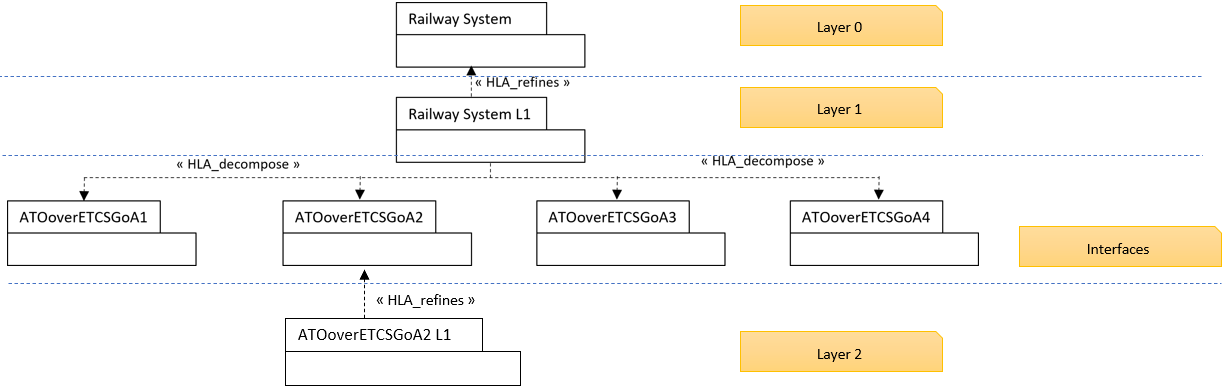 Railway System
Layer 0
« HLA_refines »
Railway System L1
Layer 1
« HLA_decompose »
« HLA_decompose »
ATOoverETCSGoA1
ATOoverETCSGoA2
ATOoverETCSGoA3
ATOoverETCSGoA4
Interfaces
« HLA_refines »
ATOoverETCSGoA2 L1
Layer 2